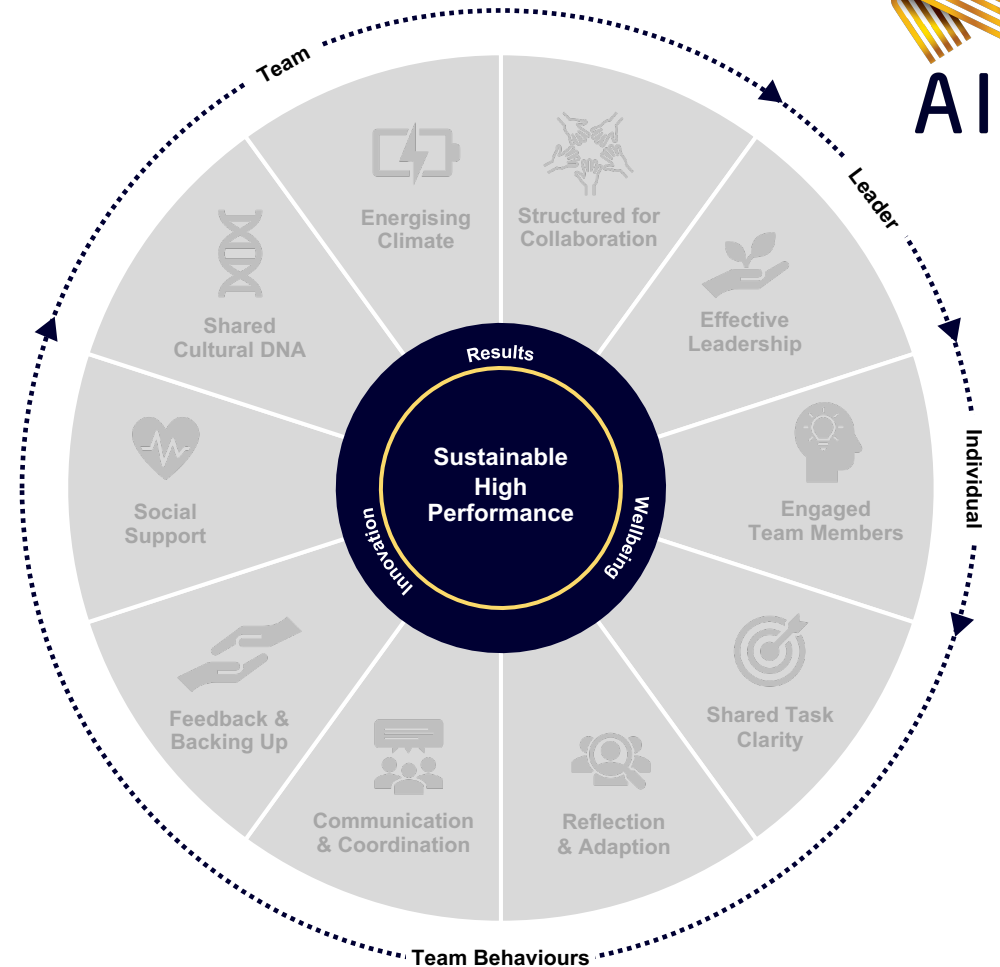 Team
AI
Leader
Energising
Climate
Structured for
Collaboration
Shared
Cultural DNA
Effective
Leadership
Results
Sustainable
High
Performance
Innovation
Wellbeing
Individual
Social
Support
Engaged
Team Members
Feedback &
Backing Up
Shared Task
Clarity
Communication
& Coordination
Reflection
& Adaption
Team Behaviours